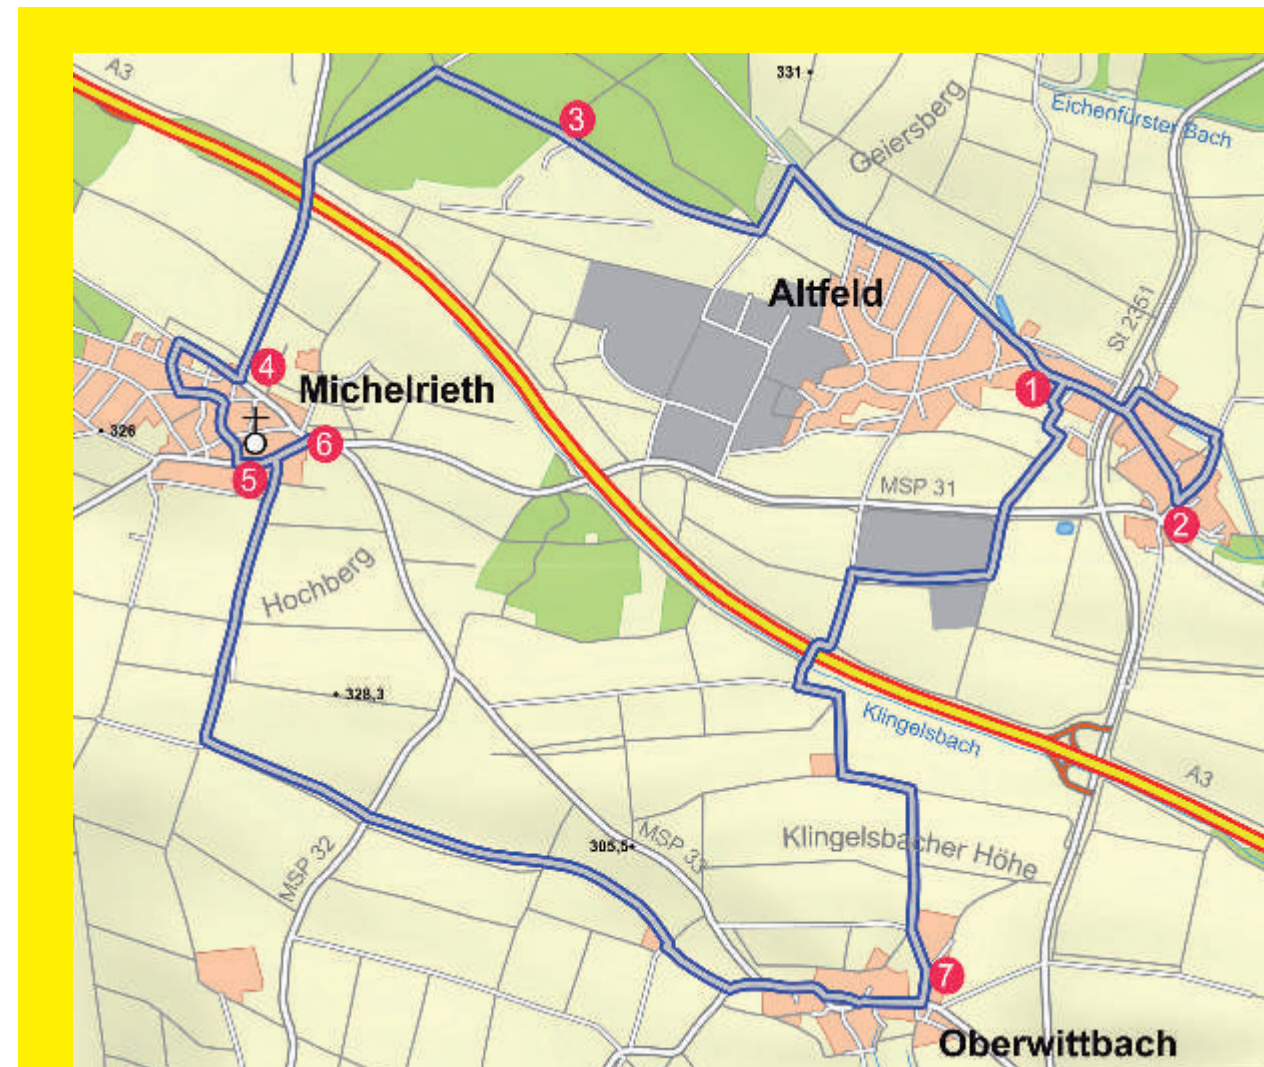 A3
331
Eichenfürster Bach
Geiersberg
3
Altfeld
St 2351
4
Michelrieth
1
326
6
5
MSP 31
2
Hochberg
328,3
Klingelsbach
A3
MSP 32
305,5
MSP 33
Klingelsbacher Höhe
7
Oberwittbach